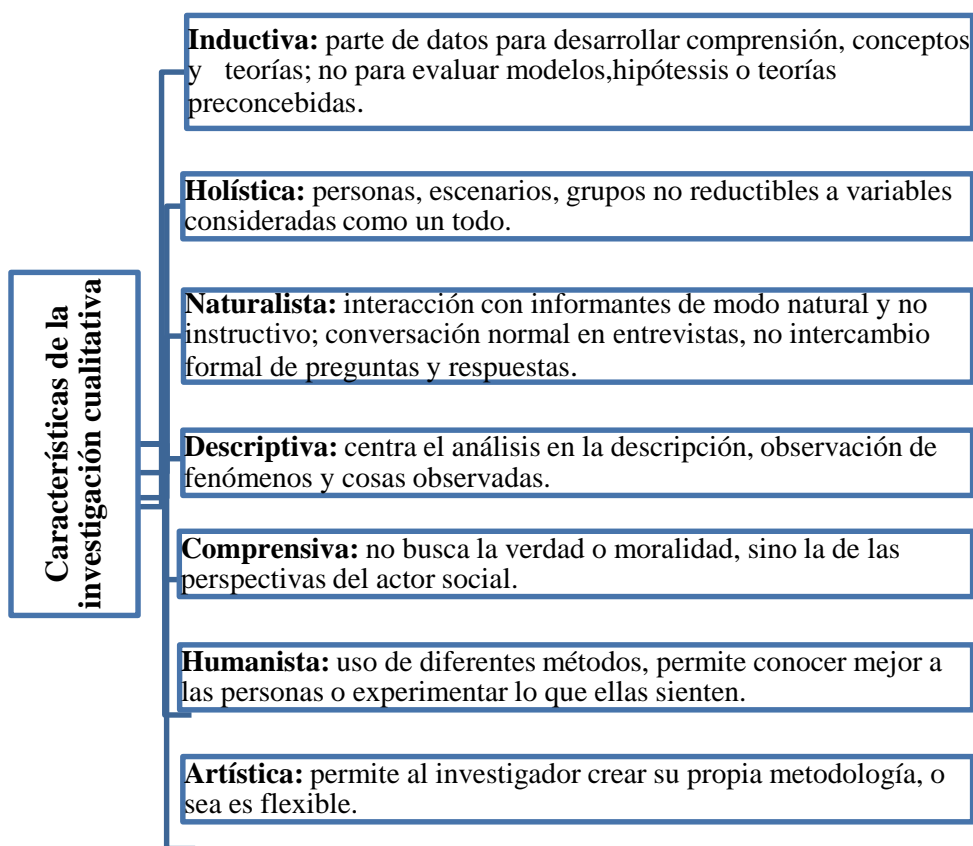 Características de la
investigación cualitativa
Inductiva: parte de datos para desarrollar comprensión, conceptos
y teorías; no para evaluar modelos,hipótessis o teorías
preconcebidas.
Holística: personas, escenarios, grupos no reductibles a variables
consideradas como un todo.
Naturalista: interacción con informantes de modo natural y no
instructivo; conversación normal en entrevistas, no intercambio
formal de preguntas y respuestas.
Descriptiva: centra el análisis en la descripción, observación de
fenómenos y cosas observadas.
Comprensiva: no busca la verdad o moralidad, sino la de las
perspectivas del actor social.
Humanista: uso de diferentes métodos, permite conocer mejor a
las personas o experimentar lo que ellas sienten.
Artística: permite al investigador crear su propia metodología, o
sea es flexible.